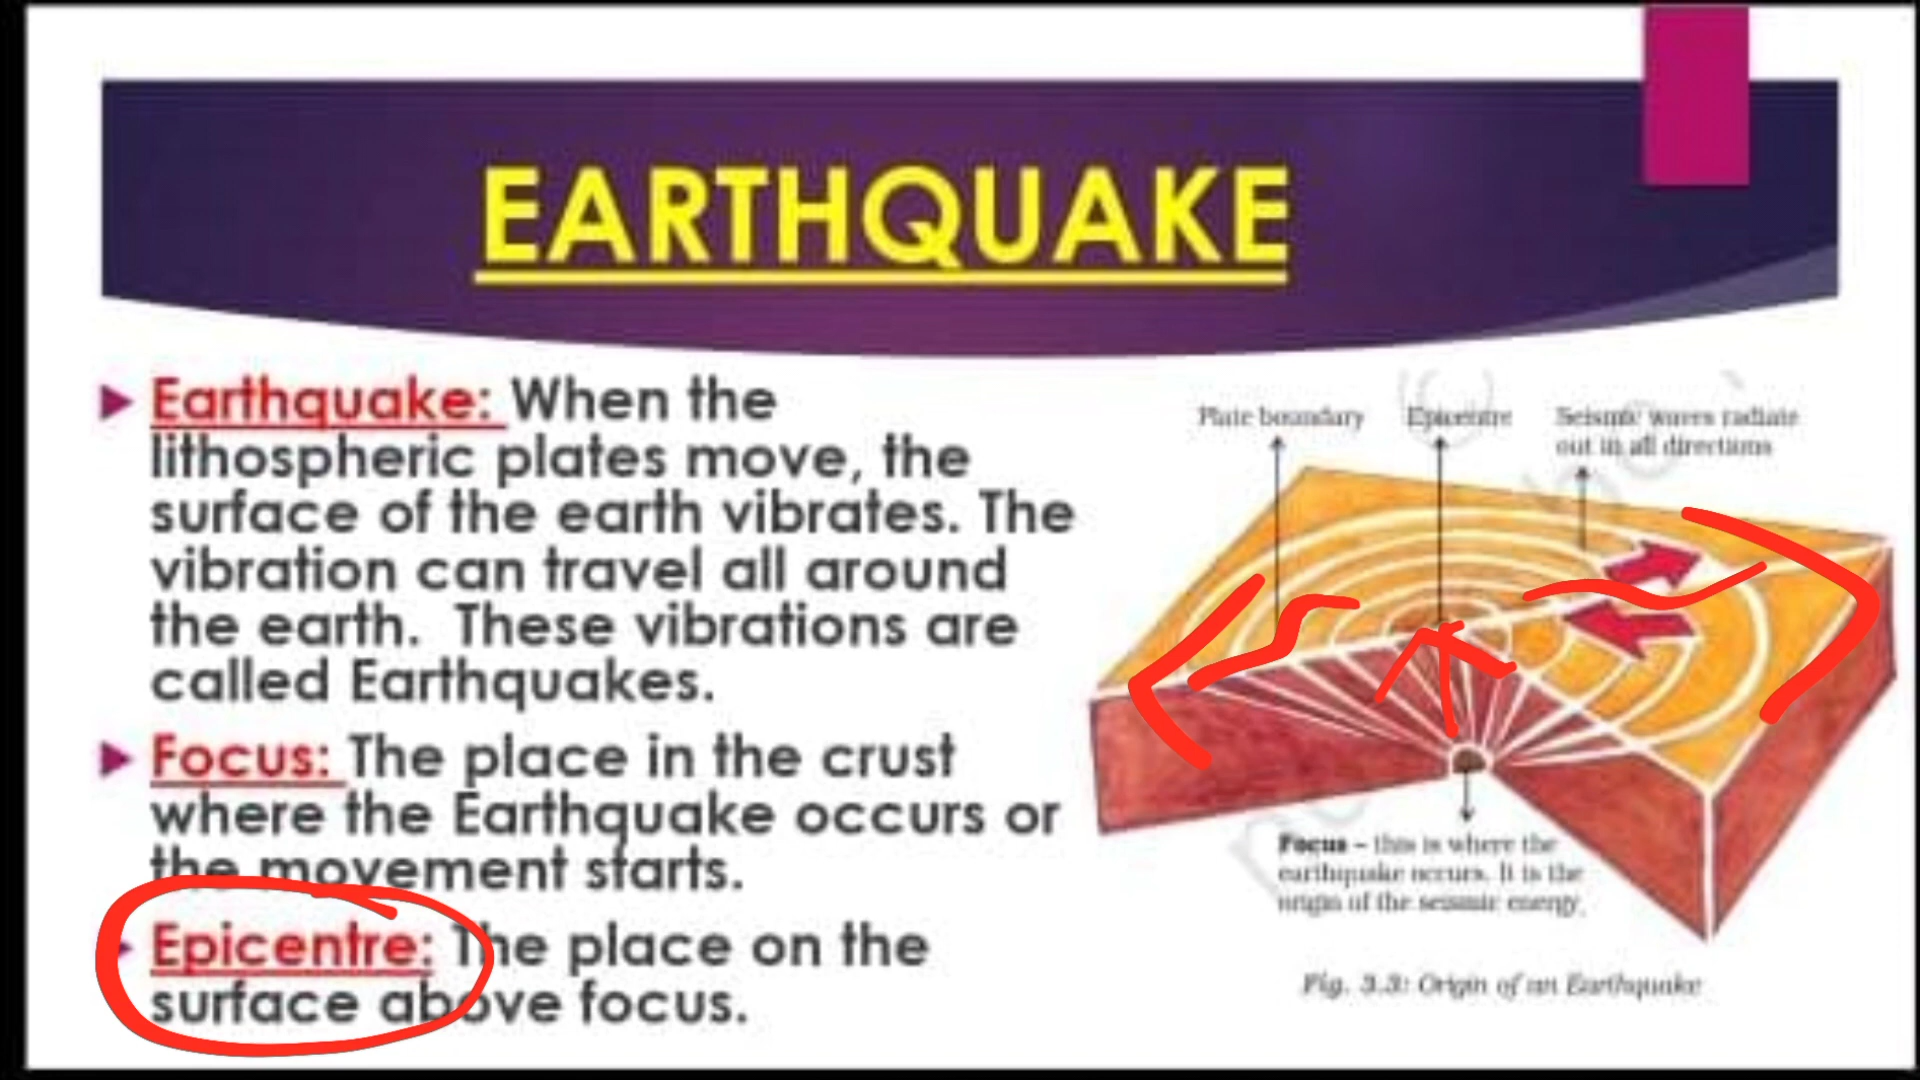 EARTHQUAKE
Earthquake: When the
lithospheric plates move, the
surface of the earth vibrates. The
vibration can travel all around
the earth. These vibrations are
called Earthquakes.
Focus: The place in the crust
where the Earthquake occurs or
the movement starts.
Epicentre: The place on the
surface above focus.
Plate boundary
Epicentre
Seismic waves radiate
out in all directions
Focus – this is where the
earthquake occurs. It is the
origin of the seismic energy.
Fig. 3.3: Origin of an Earthquake